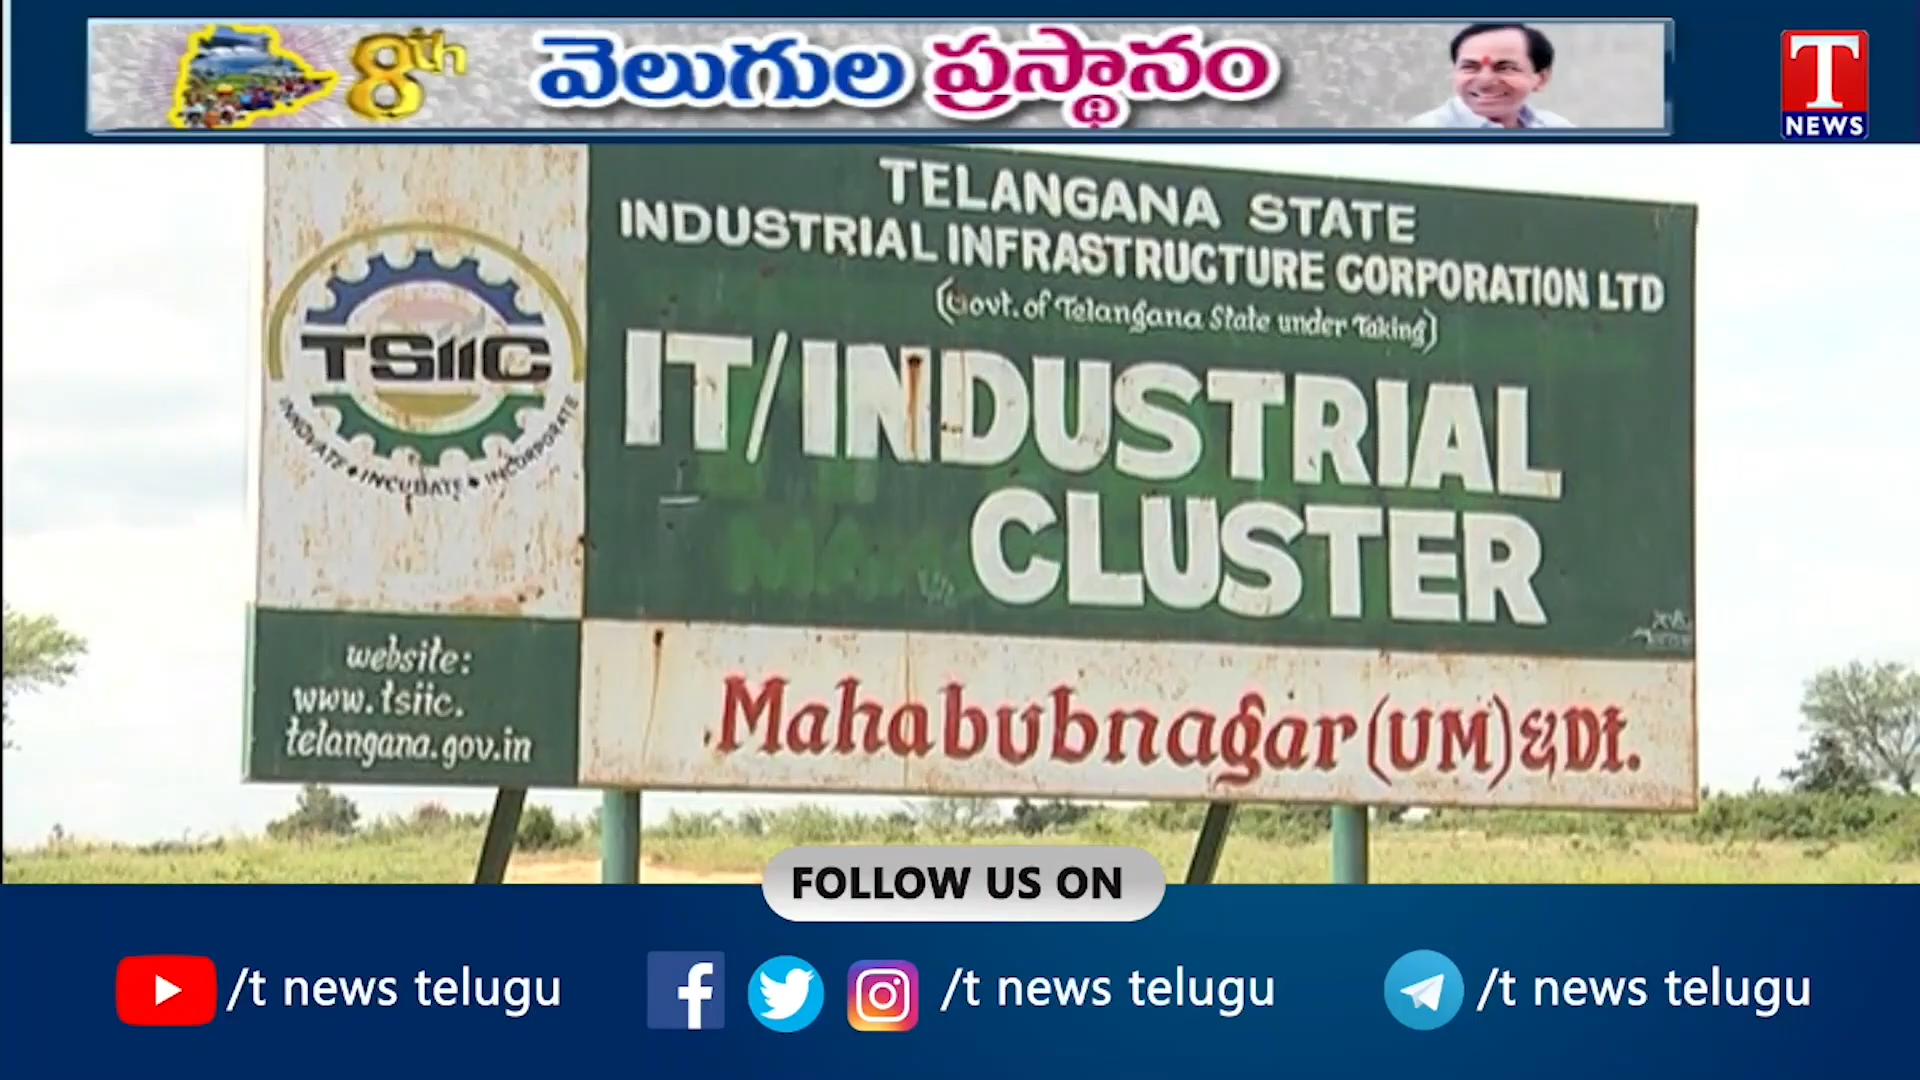 8th వెలుగుల ప్రస్థానం
T
NEWS
TELANGANA STATE
INDUSTRIAL INFRASTRUCTURE CORPORATION LTD
(Govt. of Telangana State under Taking)
TSIIC
INNOVATE • INCUBATE • INCORPORATE
IT/INDUSTRIAL
CLUSTER
website:
www.tsiic.
telangana.gov.in
Mahabubnagar (UM) & Dt.
FOLLOW US ON
/t news telugu
/t news telugu
/t news telugu